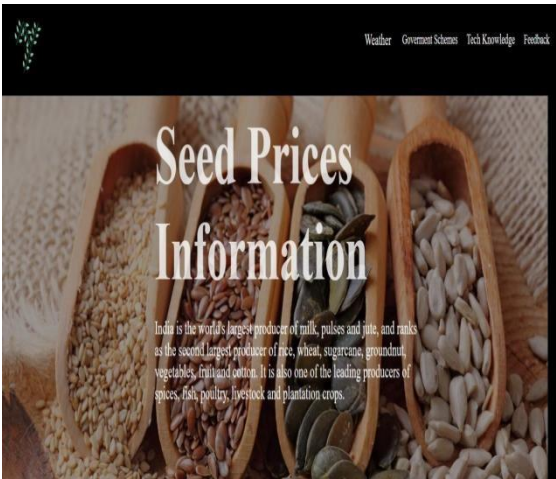 Weather Goverment Schemes Tech Knowledge Feedback
Seed Prices
Information
India is the world's largest producer of milk, pulses and jute, and ranks
as the second largest producer of rice, wheat, sugarcane, groundnut,
vegetables, fruit and cotton. It is also one of the leading producers of
spices, fish, poultry, livestock and plantation crops.